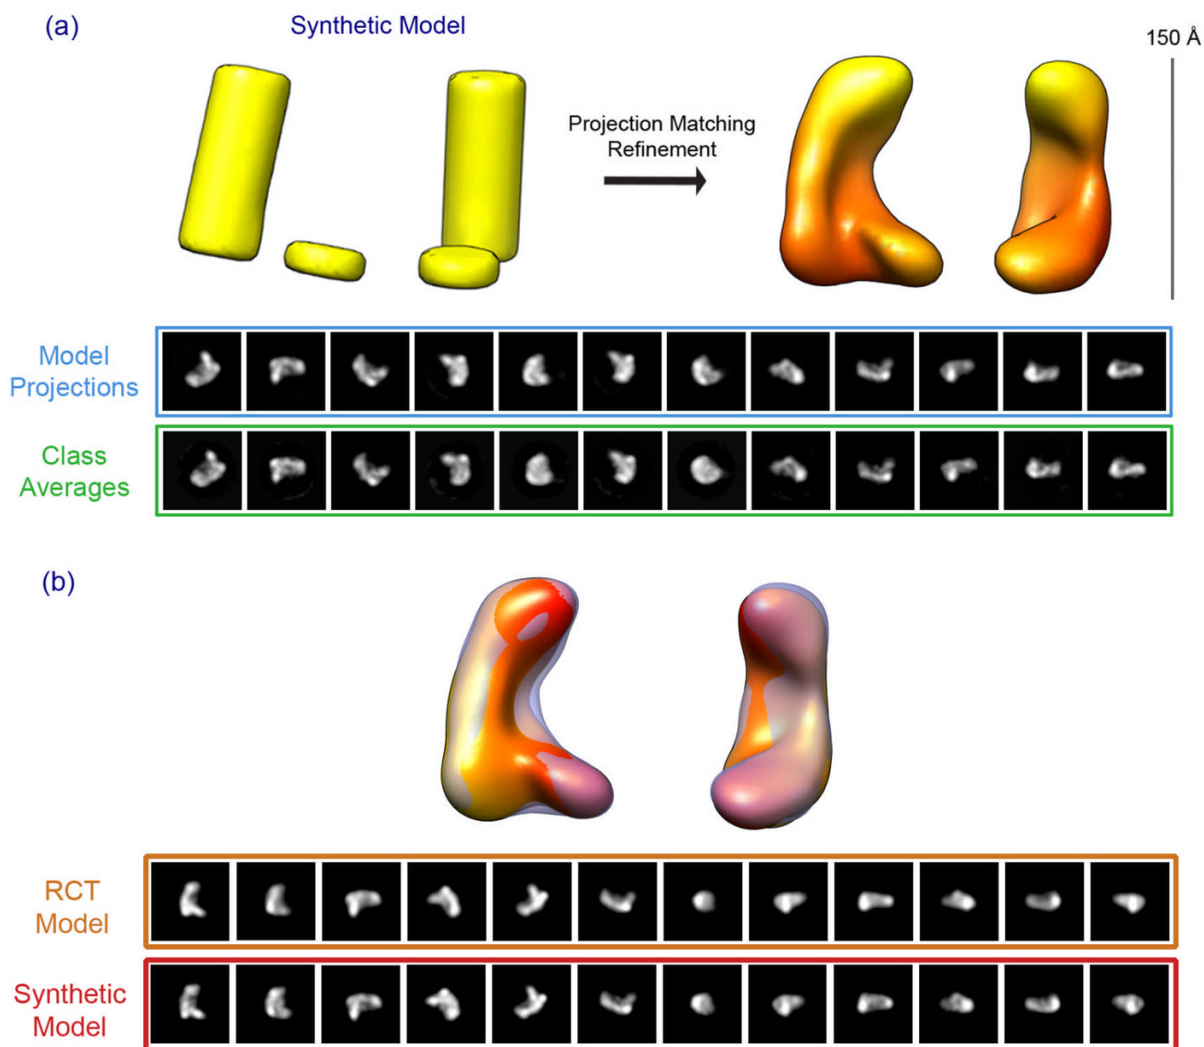 (a)
Synthetic Model
150 Å
Projection Matching
Refinement
Model
Projections
Class
Averages
(b)
RCT
Model
Synthetic
Model